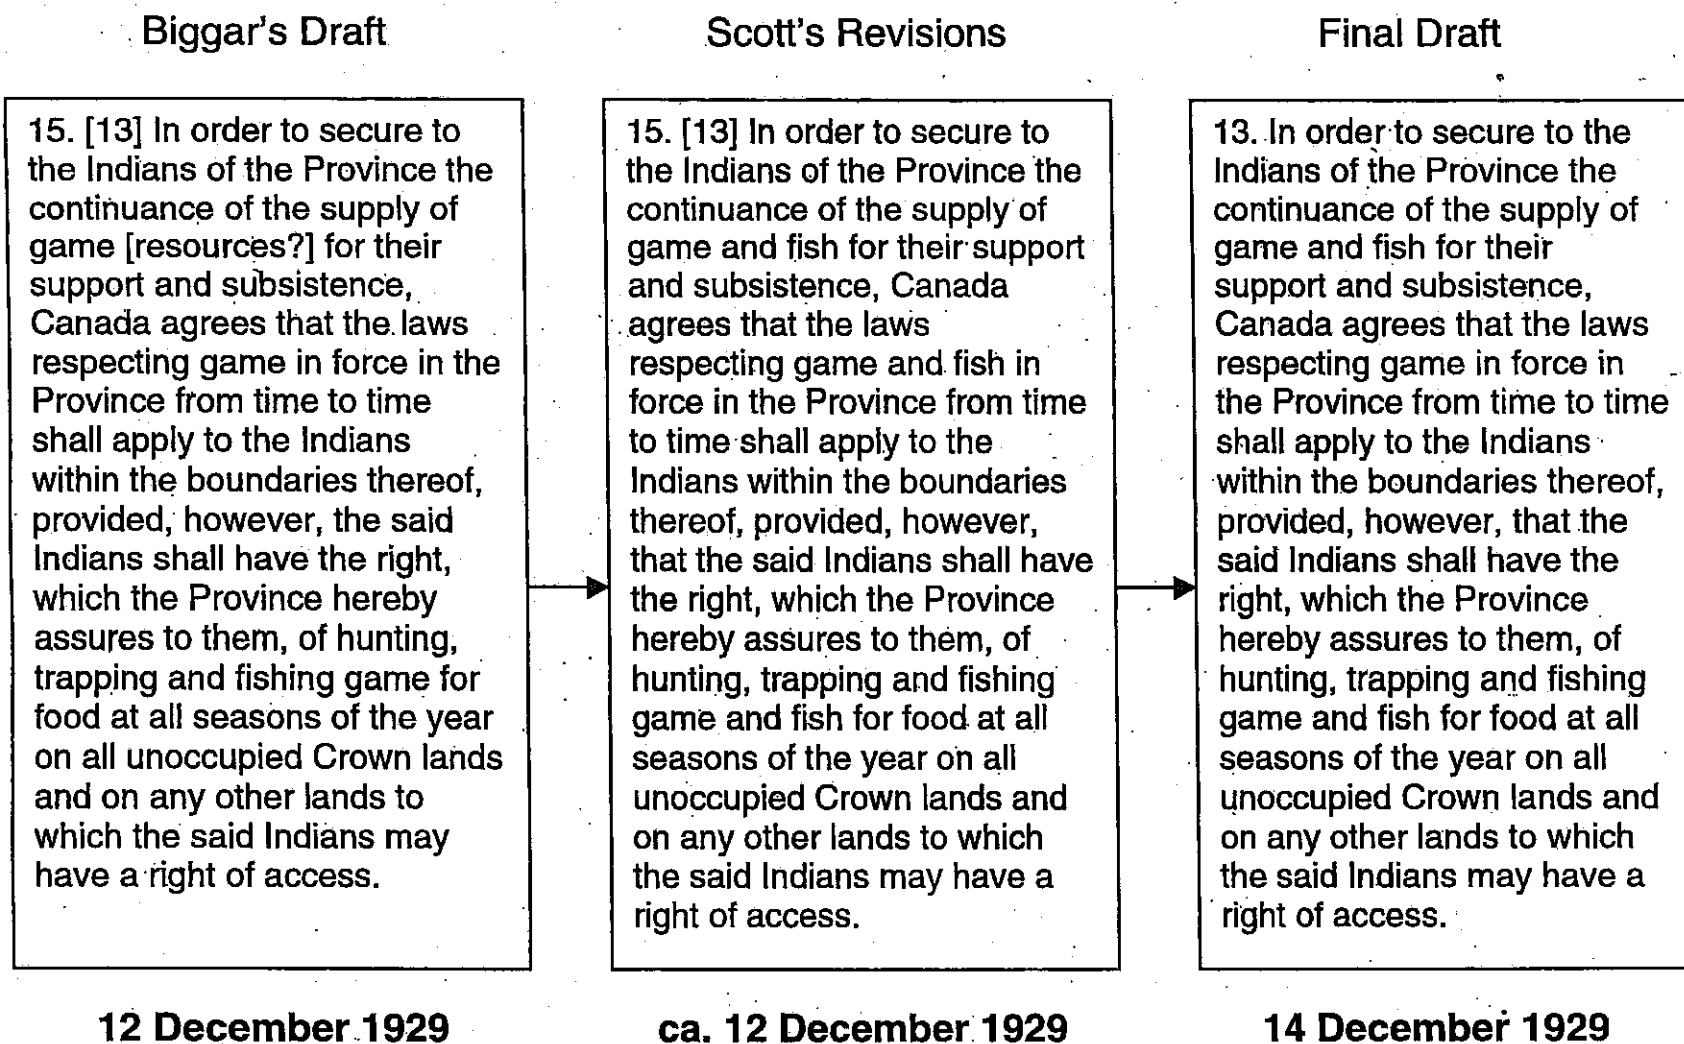 Biggar's Draft
15. [13] In order to secure to
the Indians of the Province the
continuance of the supply of
game [resources?] for their
support and subsistence,
Canada agrees that the laws
respecting game in force in the
Province from time to time
shall apply to the Indians
within the boundaries thereof,
provided, however, the said
Indians shall have the right,
which the Province hereby
assures to them, of hunting,
trapping and fishing game for
food at all seasons of the year
on all unoccupied Crown lands
and on any other lands to
which the said Indians may
have a right of access.
12 December 1929
Scott's Revisions
15. [13] In order to secure to
the Indians of the Province the
continuance of the supply of
game and fish for their support
and subsistence, Canada
agrees that the laws
respecting game and fish in
force in the Province from time
to time shall apply to the
Indians within the boundaries
thereof, provided, however,
that the said Indians shall have
the right, which the Province
hereby assures to them, of
hunting, trapping and fishing
game and fish for food at all
seasons of the year on all
unoccupied Crown lands and
on any other lands to which
the said Indians may have a
right of access.
ca. 12 December 1929
Final Draft
13. In order to secure to the
Indians of the Province the
continuance of the supply of
game and fish for their
support and subsistence,
Canada agrees that the laws
respecting game in force in
the Province from time to time
shall apply to the Indians
within the boundaries thereof,
provided, however, that the
said Indians shall have the
right, which the Province
hereby assures to them, of
hunting, trapping and fishing
game and fish for food at all
seasons of the year on all
unoccupied Crown lands and
on any other lands to which
the said Indians may have a
right of access.
14 December 1929